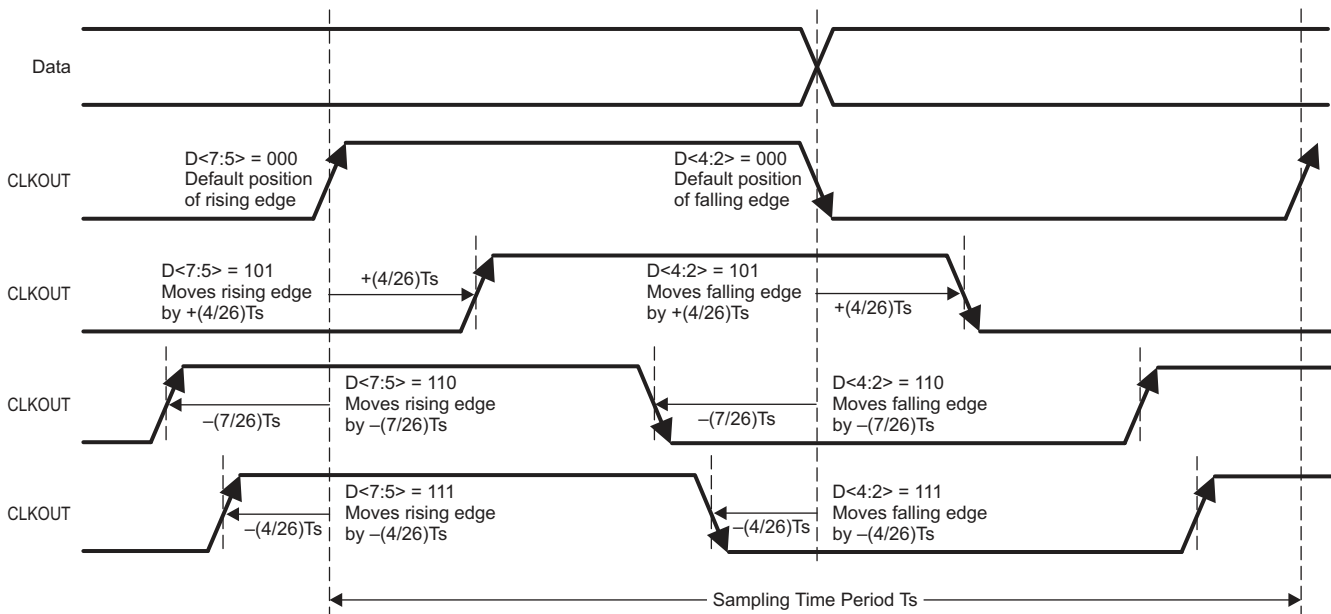 Data
CLKOUT
D<7:5> = 000
Default position
of rising edge
D<4:2> = 000
Default position
of falling edge
CLKOUT
D<7:5> = 101
Moves rising edge
by +(4/26)Ts
+(4/26)Ts
D<4:2> = 101
Moves falling edge
by +(4/26)Ts
+(4/26)Ts
CLKOUT
–(7/26)Ts
D<7:5> = 110
Moves rising edge
by –(7/26)Ts
–(7/26)Ts
D<4:2> = 110
Moves falling edge
by –(7/26)Ts
CLKOUT
–(4/26)Ts
D<7:5> = 111
Moves rising edge
by –(4/26)Ts
–(4/26)Ts
D<4:2> = 111
Moves falling edge
by –(4/26)Ts
Sampling Time Period Ts